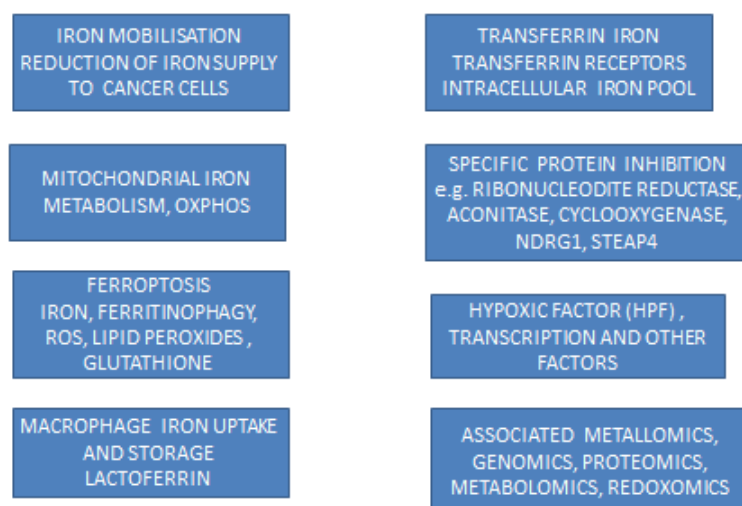 IRON MOBILISATION
REDUCTION OF IRON SUPPLY
TO CANCER CELLS
TRANSFERRIN IRON
TRANSFERRIN RECEPTORS
INTRACELLULAR IRON POOL
MITOCHONDRIAL IRON
METABOLISM, OXPHOS
SPECIFIC PROTEIN INHIBITION
e.g. RIBONUCLEODITE REDUCTASE,
ACONITASE, CYCLOOXYGENASE,
NDRG1, STEAP4
FERROPTOSIS
IRON, FERRITINOPHAGY,
ROS, LIPID PEROXIDES ,
GLUTATHIONE
HYPOXIC FACTOR (HPF) ,
TRANSCRIPTION AND OTHER
FACTORS
MACROPHAGE IRON UPTAKE
AND STORAGE
LACTOFERRIN
ASSOCIATED METALLOMICS,
GENOMICS, PROTEOMICS,
METABOLOMICS, REDOXOMICS